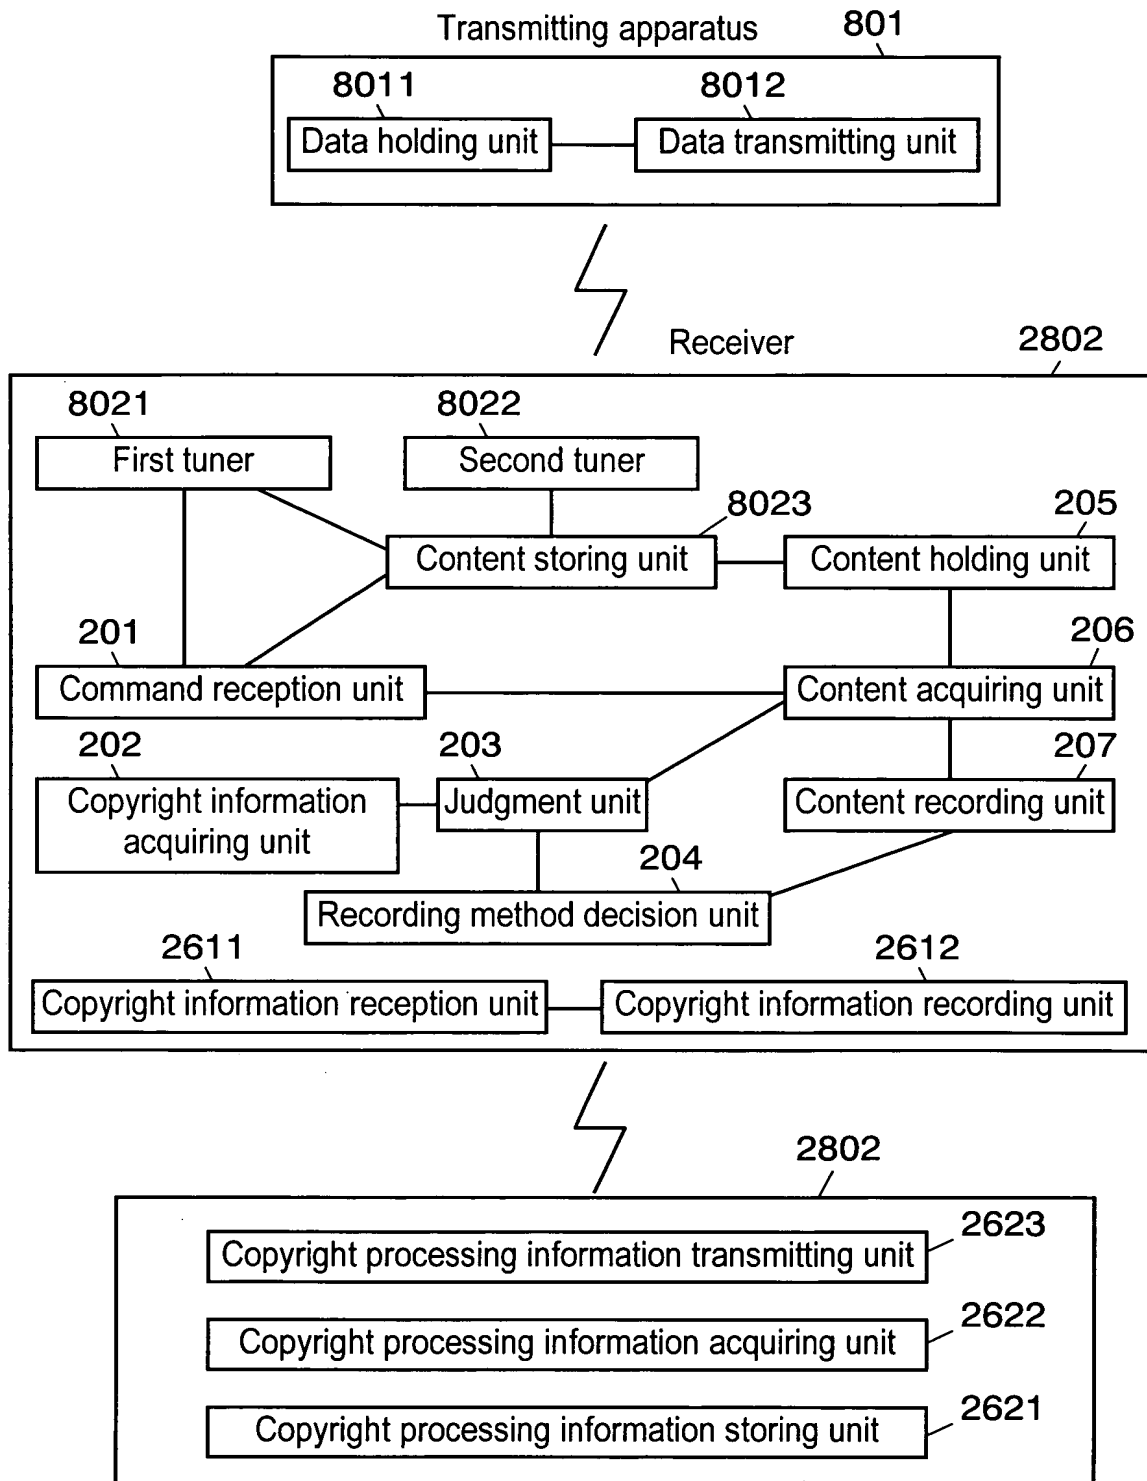 Transmitting apparatus
801
8011
8012
Data holding unit
Data transmitting unit
Receiver
2802
8021
8022
First tuner
Second tuner
8023
205
Content storing unit
Content holding unit
201
206
Command reception unit
Content acquiring unit
202
203
207
Copyright information
acquiring unit
Judgment unit
Content recording unit
204
Recording method decision unit
2611
2612
Copyright information reception unit
Copyright information recording unit
2802
2623
Copyright processing information transmitting unit
2622
Copyright processing information acquiring unit
2621
Copyright processing information storing unit